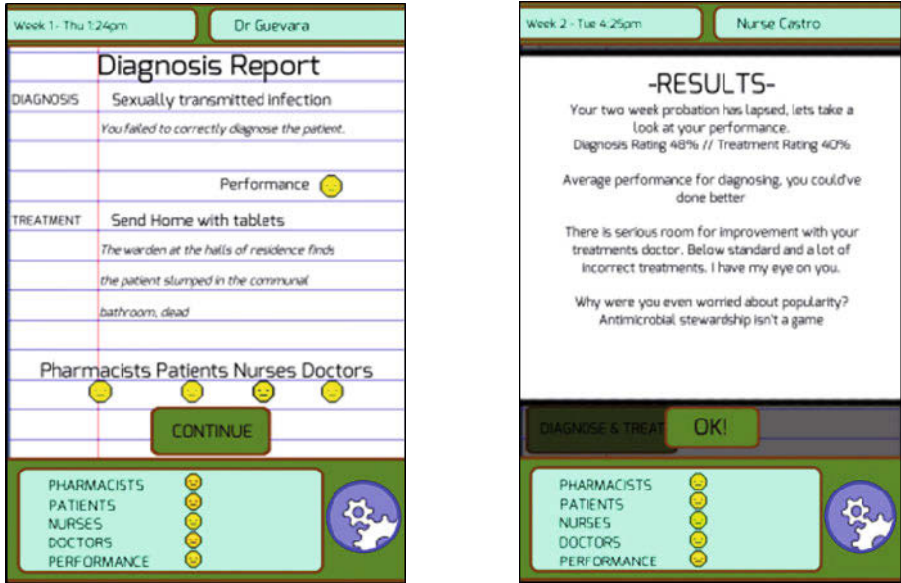 Week 1- Thu 1:24pm
Dr Guevara
Diagnosis Report
DIAGNOSIS
Sexually transmitted infection
You failed to correctly diagnose the patient.
Performance
TREATMENT
Send Home with tablets
The warden at the halls of residence finds
the patient slumped in the communal
bathroom, dead
Pharmacists Patients Nurses Doctors
CONTINUE
PHARMACISTS
PATIENTS
NURSES
DOCTORS
PERFORMANCE
Week 2 - Tue 4:25pm
Nurse Castro
-RESULTS-
Your two week probation has lapsed, lets take a
look at your performance.
Diagnosis Rating 48% // Treatment Rating 40%
Average performance for diagnosing, you could've
done better
There is serious room for improvement with your
treatments doctor. Below standard and a lot of
incorrect treatments. I have my eye on you.
Why were you even worried about popularity?
Antimicrobial stewardship isn't a game
DIAGNOSE & TREAT
OK!
PHARMACISTS
PATIENTS
NURSES
DOCTORS
PERFORMANCE